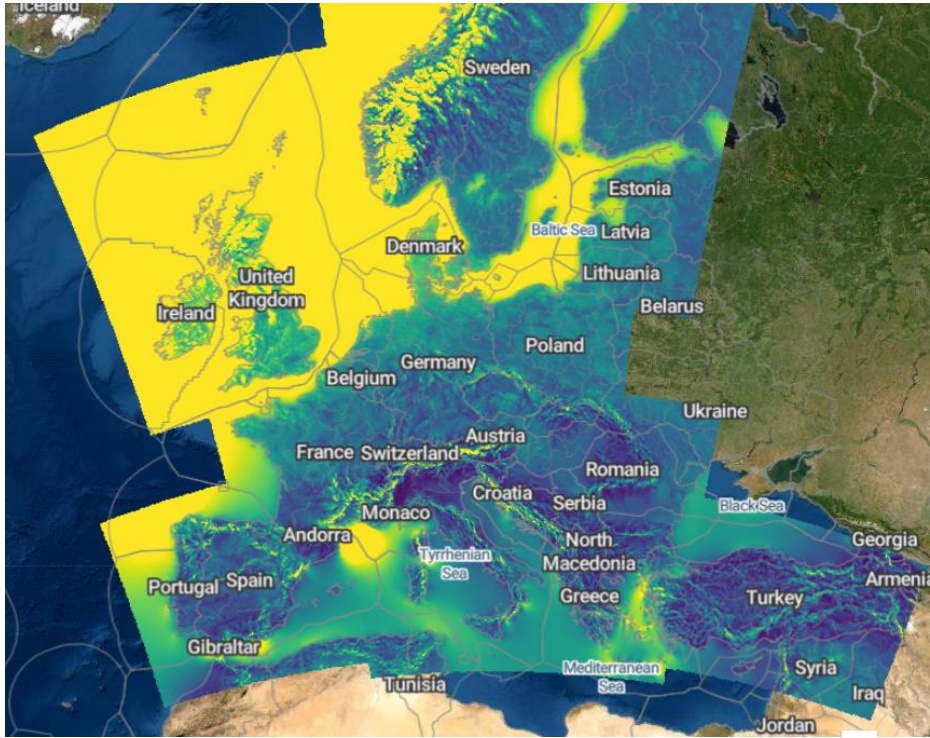 Iceland
Sweden
Estonia
Baltic Sea
Latvia
Denmark
Lithuania
United
Kingdom
Ireland
Belarus
Poland
Germany
Belgium
Ukraine
Austria
France
Switzerland
Romania
Croatia
Serbia
Black Sea
Monaco
Andorra
North
Macedonia
Georgia
Tyrrhenian
Sea
Armenia
Portugal
Spain
Greece
Turkey
Gibraltar
Mediterranean
Sea
Syria
Tunisia
Iraq
Jordan